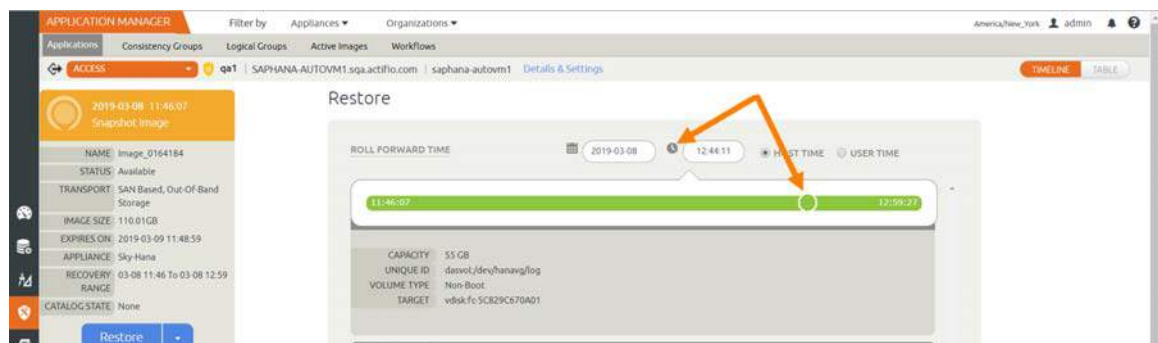 APPLICATION MANAGER Filter by Appliances ▾ Organizations ▾ America/New_York admin
Applications Consistency Groups Logical Groups Active Images Workflows
ACCESS qa1 | SAPHANA-AUTOVM1.sqa.actifio.com | saphana-autovm1 Details & Settings TIMELINE TABLE
2019-03-08 11:46:07
Snapshot Image
NAME Image_0164184
STATUS Available
TRANSPORT SAN Based, Out-Of-Band
Storage
IMAGE SIZE 110.01GB
EXPIRES ON 2019-03-09 11:48:59
APPLIANCE Sky-Hana
RECOVERY 03-08 11:46 To 03-08 12:59
RANGE
CATALOG STATE None
Restore
Restore
ROLL FORWARD TIME 2019-03-08 12:44:11 HOST TIME USER TIME
11:46:07 12:59:27
CAPACITY 55 GB
UNIQUE ID dasvol:/dev/hanavg/log
VOLUME TYPE Non-Boot
TARGET vdisk:fc-5C829C670A01